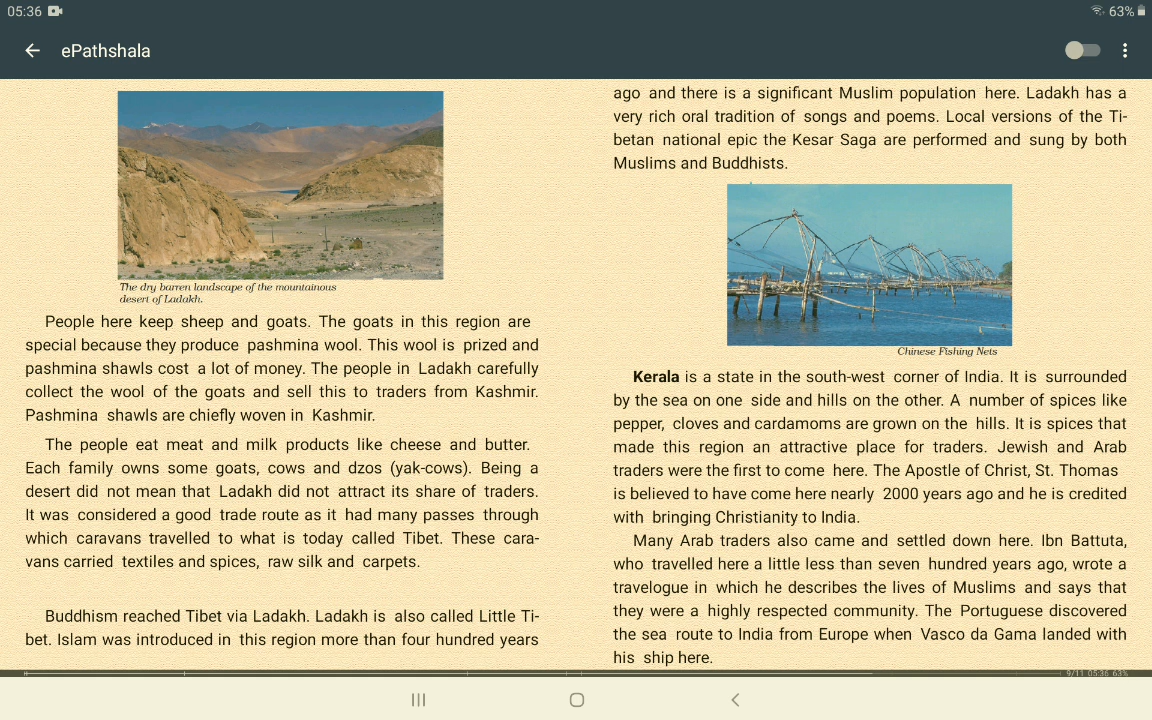 05:36
63%
ePathshala
The dry barren landscape of the mountainous
desert of Ladakh.
People here keep sheep and goats. The goats in this region are
special because they produce pashmina wool. This wool is prized and
pashmina shawls cost a lot of money. The people in Ladakh carefully
collect the wool of the goats and sell this to traders from Kashmir.
Pashmina shawls are chiefly woven in Kashmir.
The people eat meat and milk products like cheese and butter.
Each family owns some goats, cows and dzos (yak-cows). Being a
desert did not mean that Ladakh did not attract its share of traders.
It was considered a good trade route as it had many passes through
which caravans travelled to what is today called Tibet. These cara-
vans carried textiles and spices, raw silk and carpets.
Buddhism reached Tibet via Ladakh. Ladakh is also called Little Ti-
bet. Islam was introduced in this region more than four hundred years
ago and there is a significant Muslim population here. Ladakh has a
very rich oral tradition of songs and poems. Local versions of the Ti-
betan national epic the Kesar Saga are performed and sung by both
Muslims and Buddhists.
Chinese Fishing Nets
Kerala is a state in the south-west corner of India. It is surrounded
by the sea on one side and hills on the other. A number of spices like
pepper, cloves and cardamoms are grown on the hills. It is spices that
made this region an attractive place for traders. Jewish and Arab
traders were the first to come here. The Apostle of Christ, St. Thomas
is believed to have come here nearly 2000 years ago and he is credited
with bringing Christianity to India.
Many Arab traders also came and settled down here. Ibn Battuta,
who travelled here a little less than seven hundred years ago, wrote a
travelogue in which he describes the lives of Muslims and says that
they were a highly respected community. The Portuguese discovered
the sea route to India from Europe when Vasco da Gama landed with
his ship here.
9/11 05:36 63%